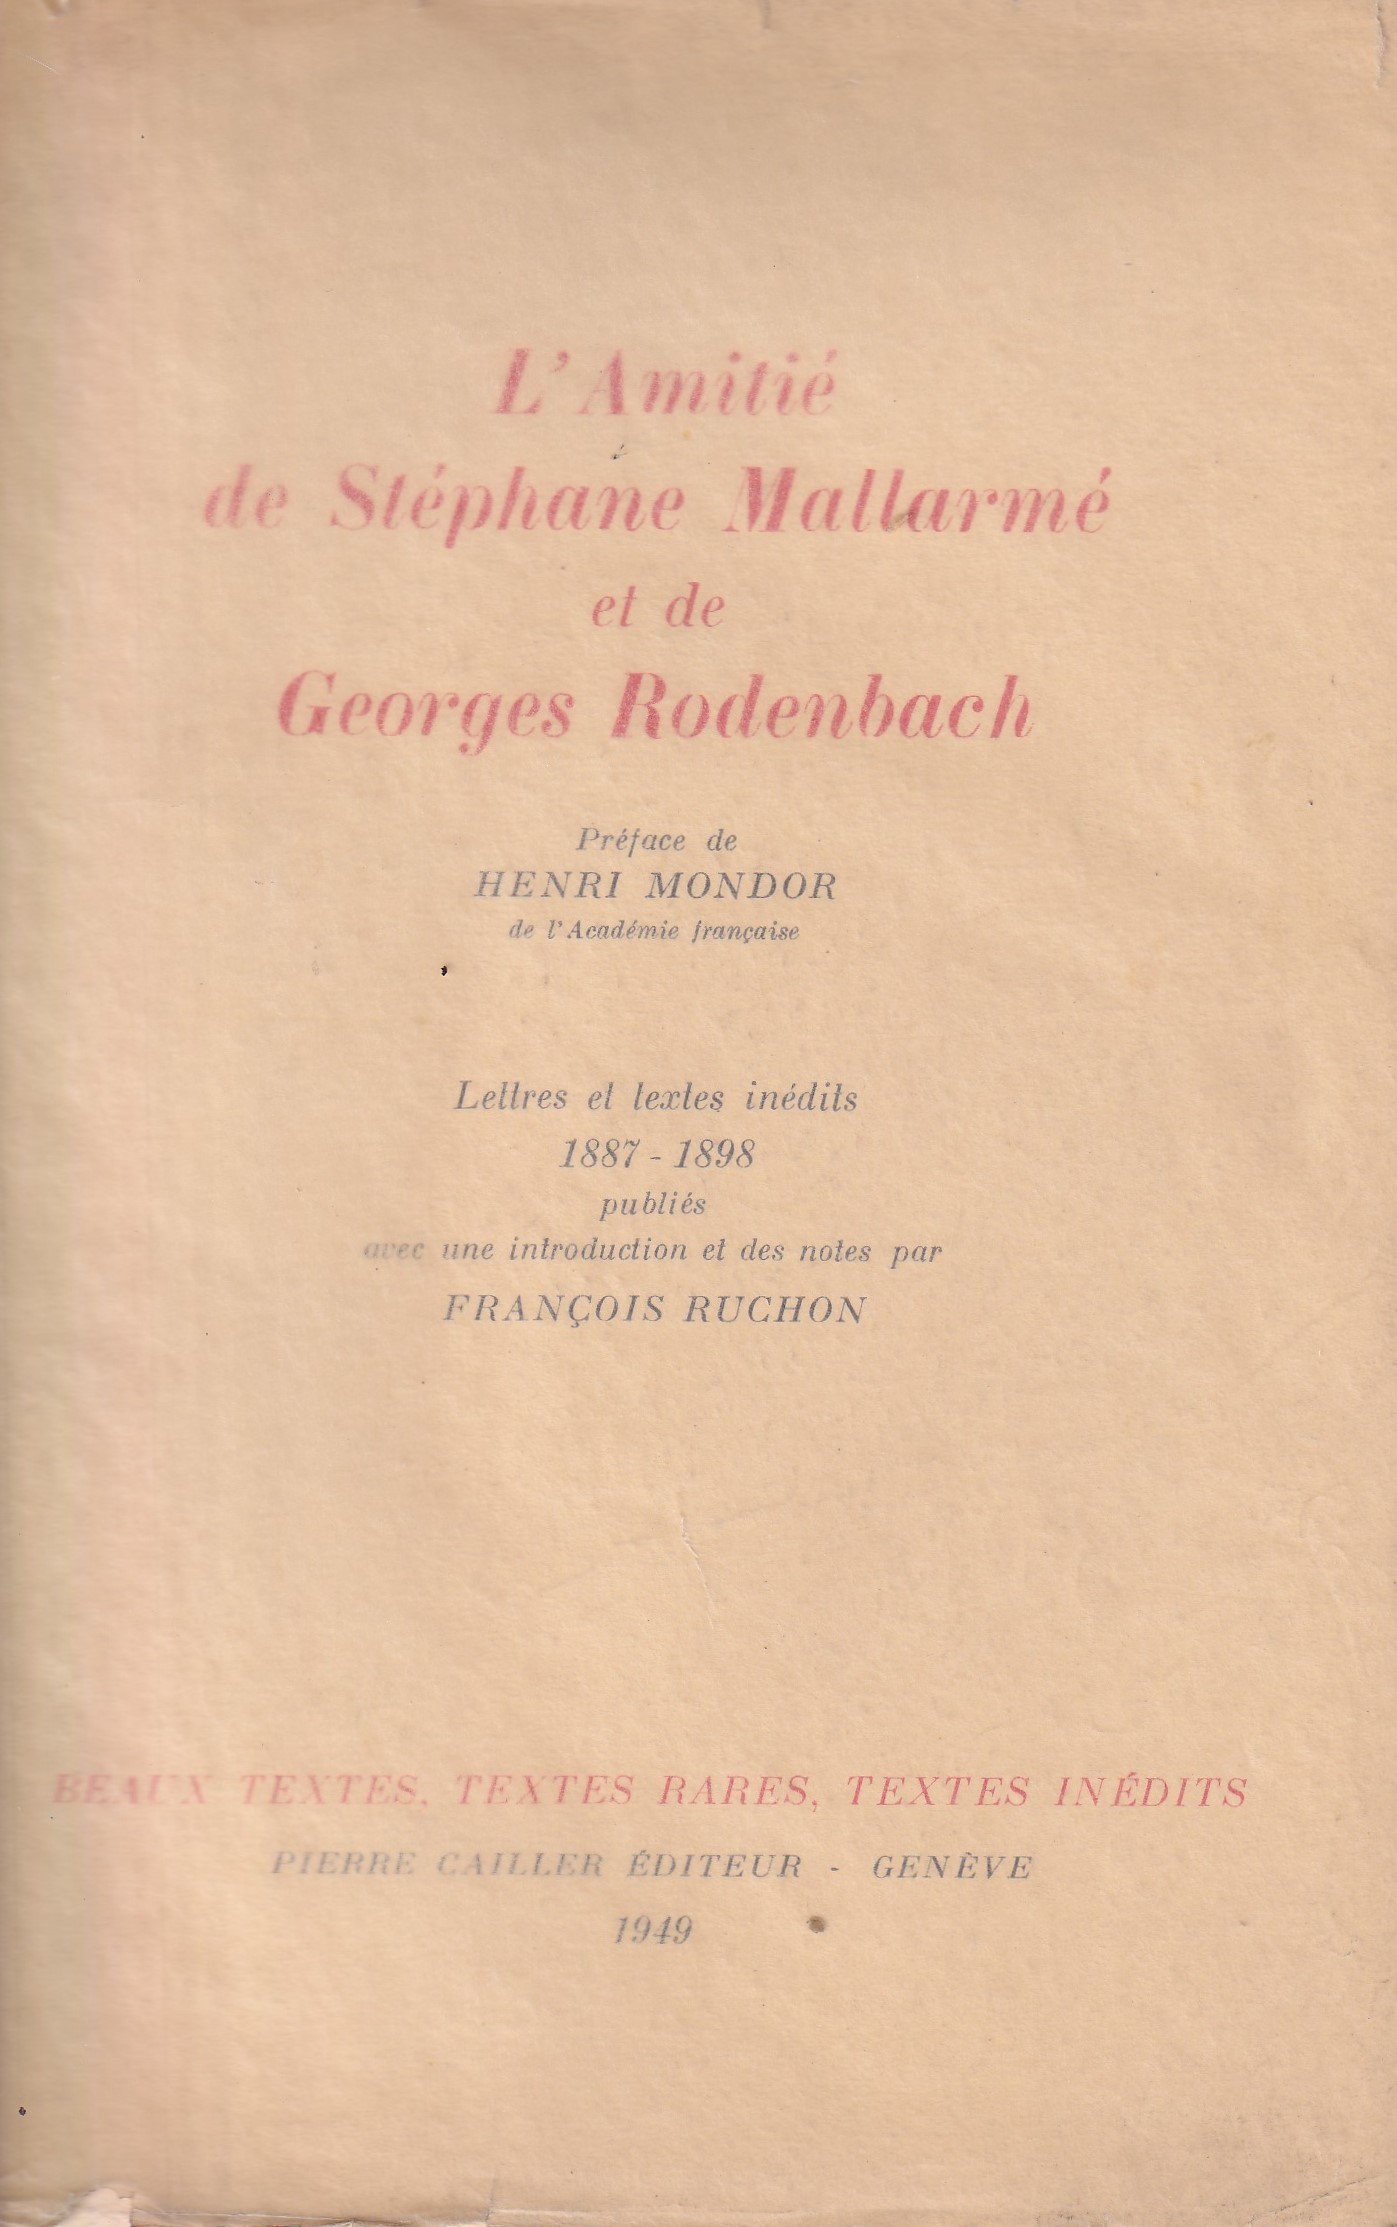 L'Amitié
de Stéphane Mallarmé
et de
Georges Rodenbach
Préface de
HENRI MONDOR
de l'Académie française
Lettres et textes inédits
1887 - 1898
publiés
avec une introduction et des notes par
FRANÇOIS RUCHON
BEAUX TEXTES, TEXTES RARES, TEXTES INÉDITS
PIERRE CAILLER ÉDITEUR - GENÈVE
1949